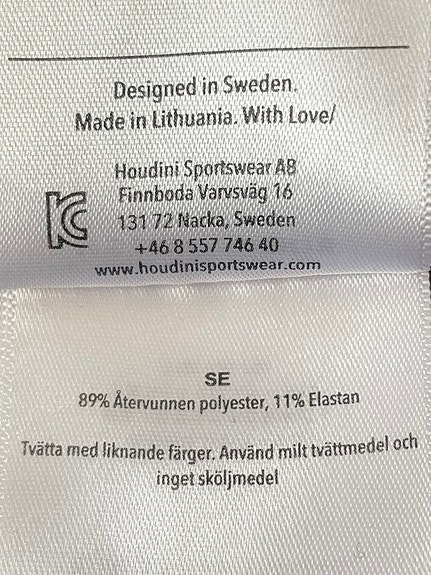 Designed in Sweden.
Made in Lithuania. With Love/
Houdini Sportswear AB
Finnboda Varvsväg 16
131 72 Nacka, Sweden
+46 8 557 746 40
www.houdinisportswear.com
SE
89% Återvunnen polyester, 11% Elastan
Tvätta med liknande färger. Använd milt tvättmedel och
inget sköljmedel